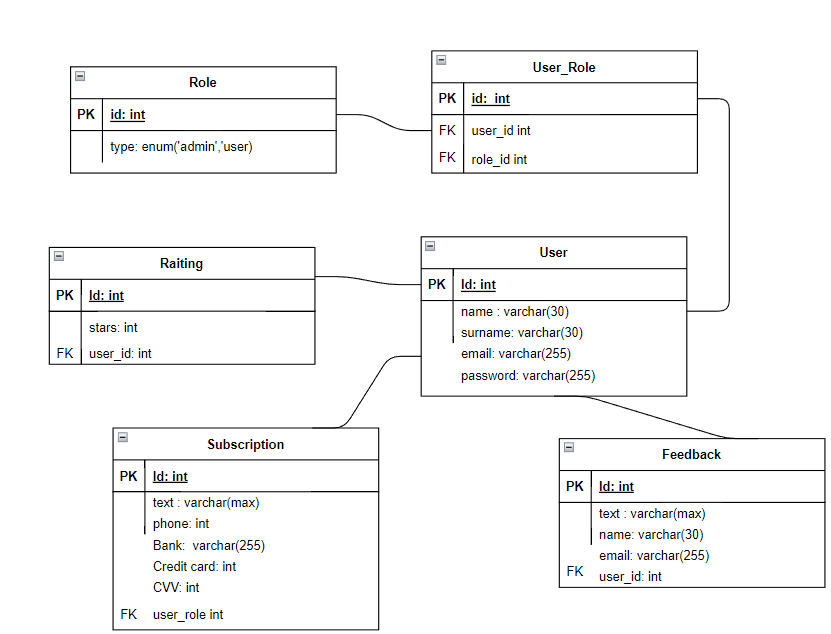 Role
PK id: int
type: enum('admin','user)
User_Role
PK id: int
FK user_id int
FK role_id int
Raiting
PK Id: int
stars: int
FK user_id: int
User
PK Id: int
name : varchar(30)
surname: varchar(30)
email: varchar(255)
password: varchar(255)
Subscription
PK Id: int
text : varchar(max)
phone: int
Bank: varchar(255)
Credit card: int
CVV: int
FK user_role int
Feedback
PK Id: int
text : varchar(max)
name: varchar(30)
email: varchar(255)
FK user_id: int